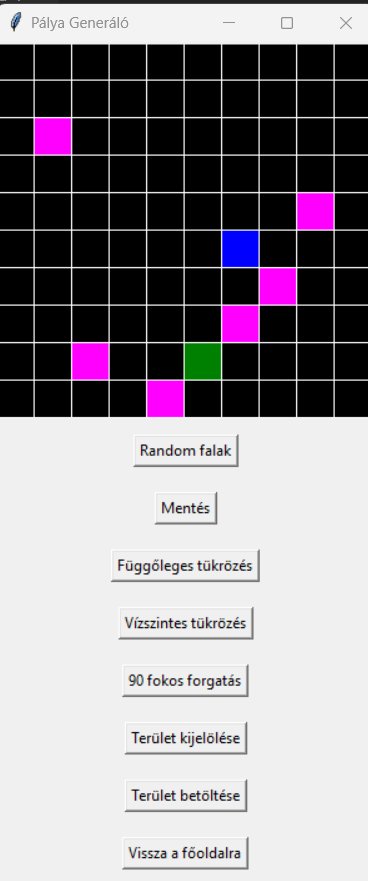 Pálya Generáló
Random falak
Mentés
Függőleges tükrözés
Vízszintes tükrözés
90 fokos forgatás
Terület kijelölése
Terület betöltése
Vissza a főoldalra